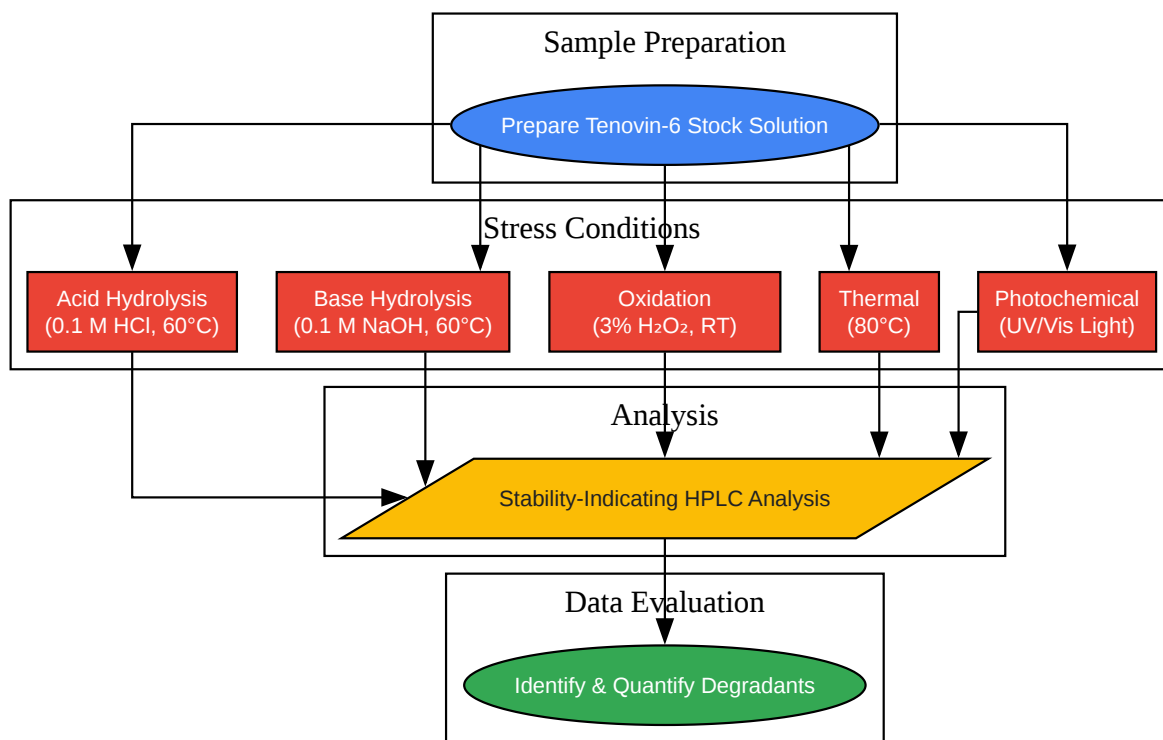 Sample Preparation
Prepare Tenovin-6 Stock Solution
Stress Conditions
Acid Hydrolysis
(0.1 M HCl, 60°C)
Base Hydrolysis
(0.1 M NaOH, 60°C)
Oxidation
(3% H₂O₂, RT)
Thermal
(80°C)
Photochemical
(UV/Vis Light)
Analysis
Stability-Indicating HPLC Analysis
Data Evaluation
Identify & Quantify Degradants